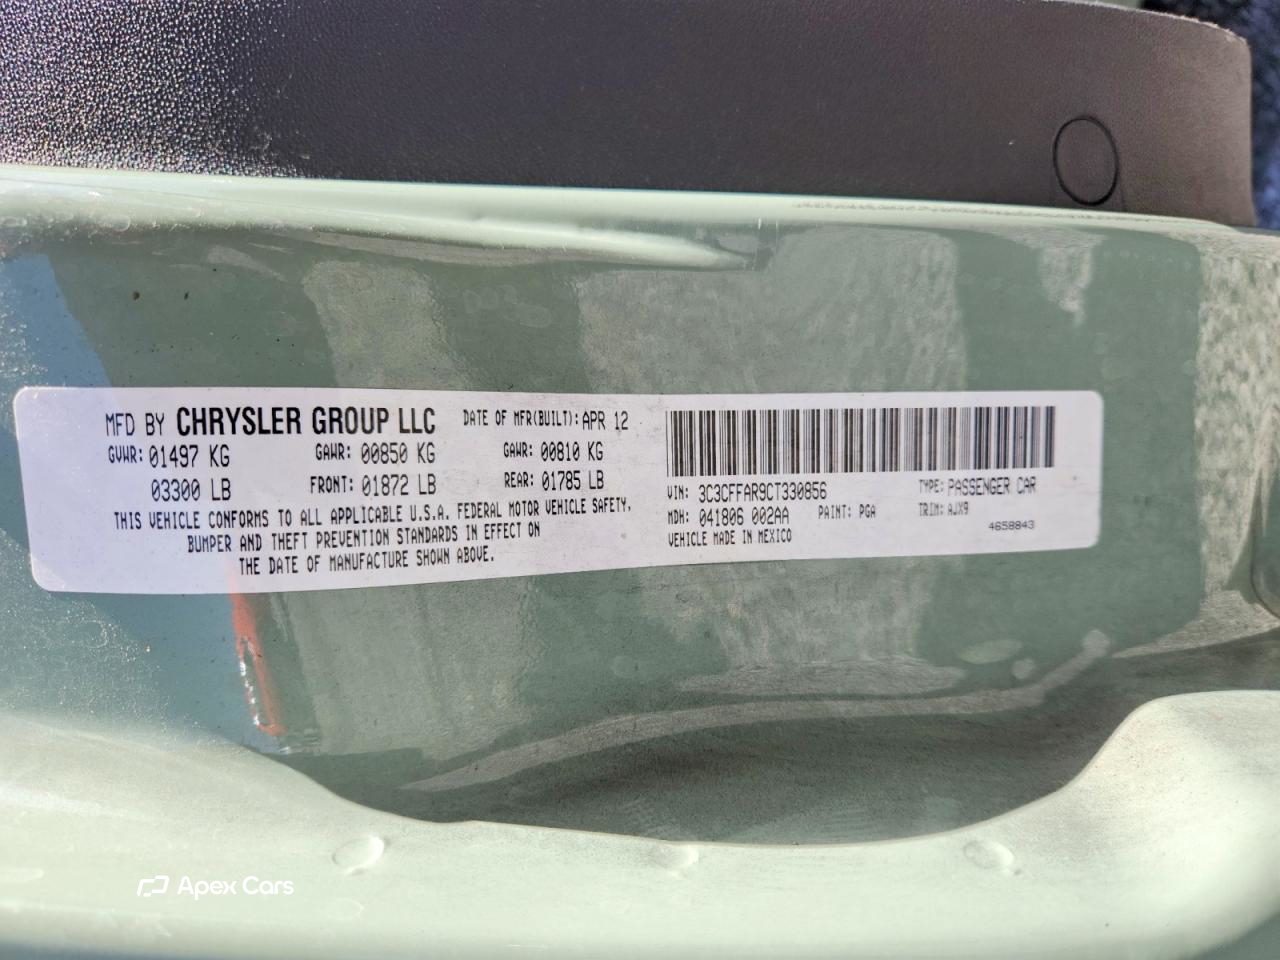 MFD BY CHRYSLER GROUP LLC DATE OF MFR(BUILT): APR 12
GVWR: 01497 KG GAWR: 00850 KG GAWR: 00810 KG
03300 LB FRONT: 01872 LB REAR: 01785 LB
THIS VEHICLE CONFORMS TO ALL APPLICABLE U.S.A. FEDERAL MOTOR VEHICLE SAFETY,
BUMPER AND THEFT PREVENTION STANDARDS IN EFFECT ON
THE DATE OF MANUFACTURE SHOWN ABOVE.
VIN: 3C3CFFAR9CT330856 TYPE: PASSENGER CAR
MDH: 041806 002AA PAINT: PGA TRIM: AJX9
VEHICLE MADE IN MEXICO 4658843
Apex Cars